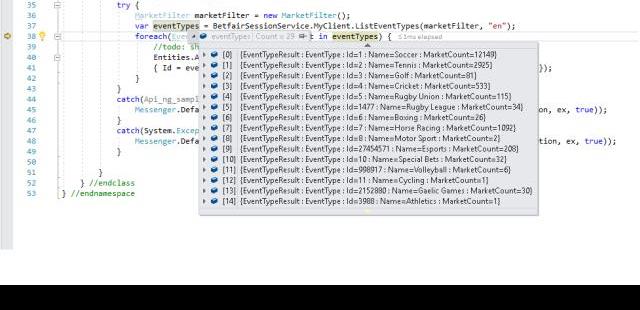 35 try {
36 MarketFilter marketFilter = new MarketFilter();
37 var eventTypes = BetfairSessionService.MyClient.ListEventTypes(marketFilter, "en");
38 foreach( eventTypes Count = 29 in eventTypes) { ≤1ms elapsed
39 //todo: sh
[0] {EventTypeResult : EventType : Id=1 : Name=Soccer : MarketCount=12149}
40 Entities.A
[1] {EventTypeResult : EventType : Id=2 : Name=Tennis : MarketCount=2925}
41 { Id = eve });
[2] {EventTypeResult : EventType : Id=3 : Name=Golf : MarketCount=81}
42 }
[3] {EventTypeResult : EventType : Id=4 : Name=Cricket : MarketCount=533}
43 }
[4] {EventTypeResult : EventType : Id=5 : Name=Rugby Union : MarketCount=115}
44 catch(Api_ng_samp
[5] {EventTypeResult : EventType : Id=1477 : Name=Rugby League : MarketCount=34}
45 Messenger.Defa on, ex, true));
[6] {EventTypeResult : EventType : Id=6 : Name=Boxing : MarketCount=26}
46 }
[7] {EventTypeResult : EventType : Id=7 : Name=Horse Racing : MarketCount=1092}
47 catch(System.Excep
[8] {EventTypeResult : EventType : Id=8 : Name=Motor Sport : MarketCount=2}
48 Messenger.Defa tion, ex, true));
[9] {EventTypeResult : EventType : Id=27454571 : Name=Esports : MarketCount=208}
49 }
[10] {EventTypeResult : EventType : Id=10 : Name=Special Bets : MarketCount=32}
50
[11] {EventTypeResult : EventType : Id=998917 : Name=Volleyball : MarketCount=6}
51 }
[12] {EventTypeResult : EventType : Id=11 : Name=Cycling : MarketCount=1}
52 } //endclass
[13] {EventTypeResult : EventType : Id=2152880 : Name=Gaelic Games : MarketCount=30}
53 } //endnamespace
[14] {EventTypeResult : EventType : Id=3988 : Name=Athletics : MarketCount=1}